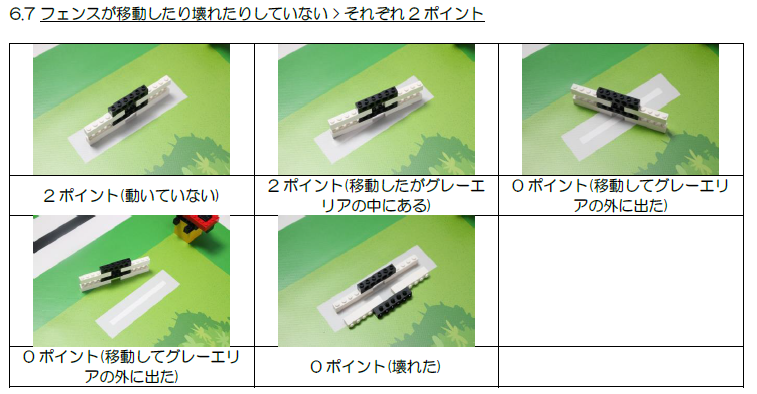 6.7 フェンスが移動したり壊れたりしていない > それぞれ 2 ポイント
2 ポイント(動いていない)
2 ポイント(移動したがグレーエ
リアの中にある)
0 ポイント(移動してグレーエリ
アの外に出た)
0 ポイント(移動してグレーエリ
アの外に出た)
0 ポイント(壊れた)